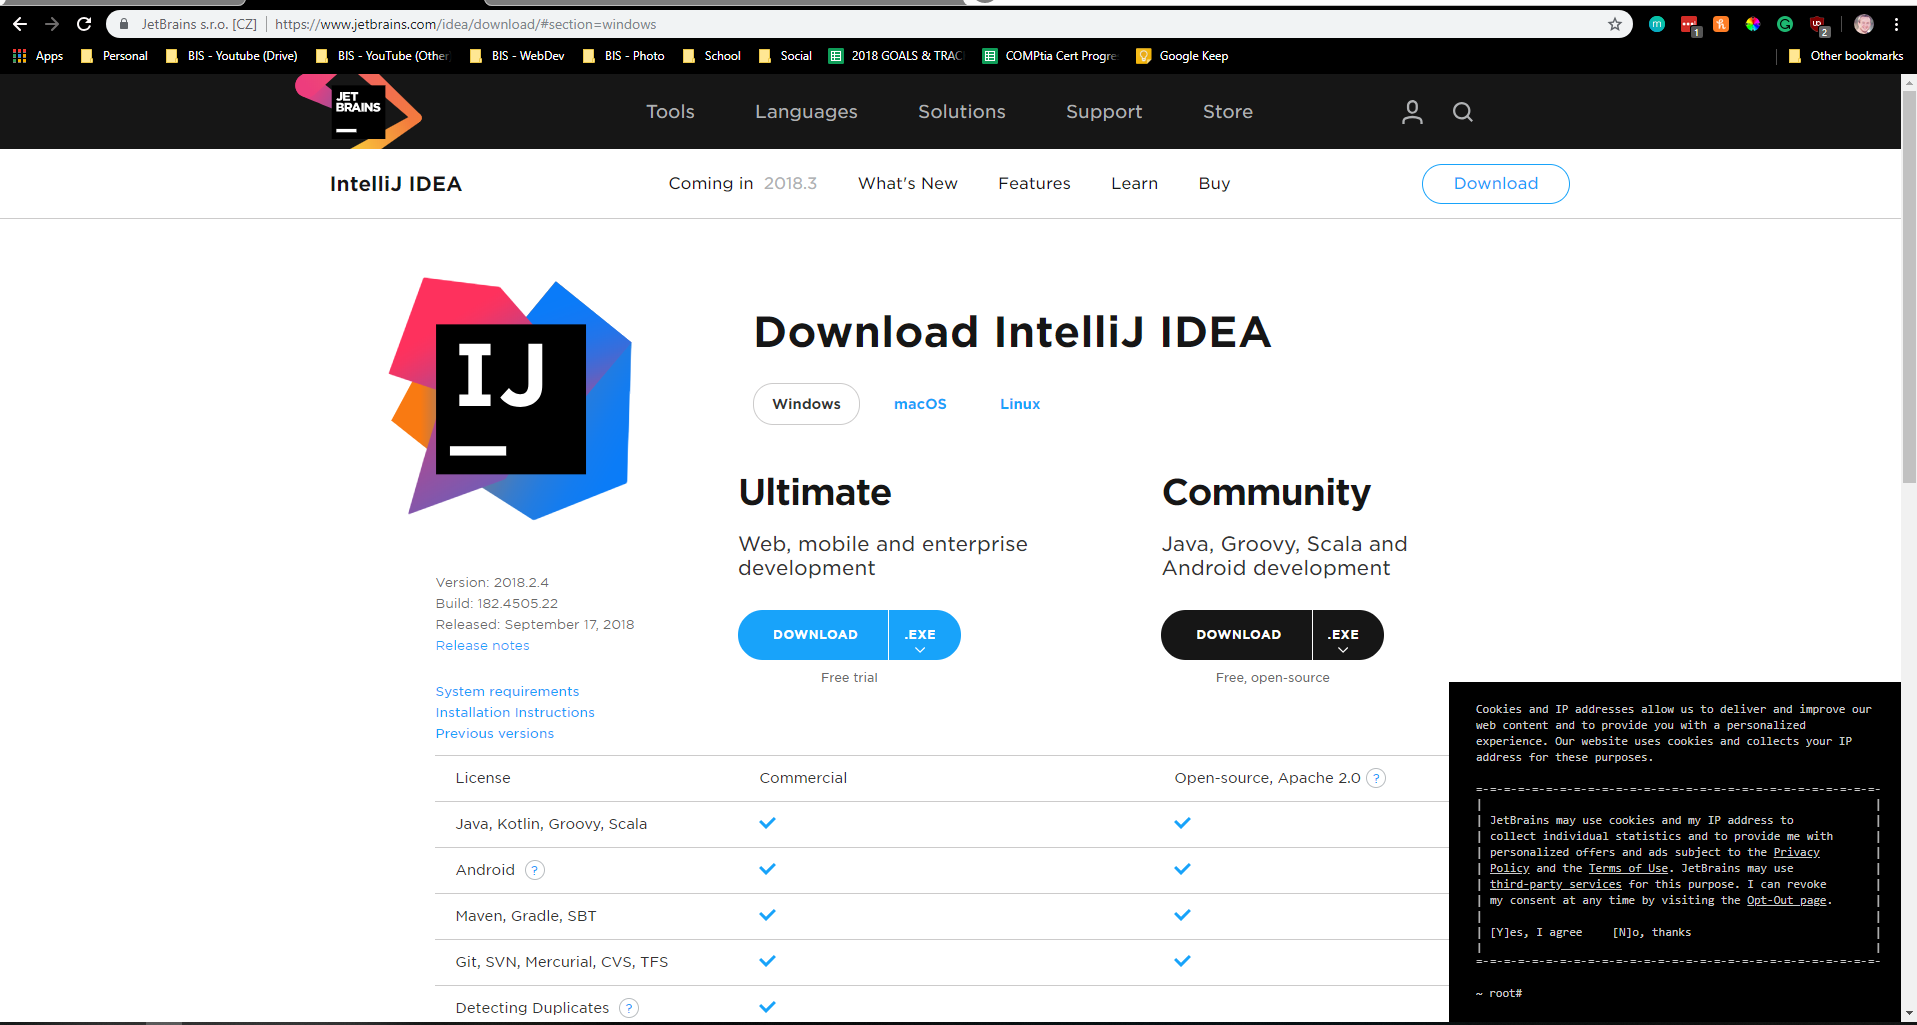 JetBrains s.r.o. [CZ] | https://www.jetbrains.com/idea/download/#section=windows
1
UD
2
Apps
Personal
BIS - Youtube (Drive)
BIS - YouTube (Other
BIS - WebDev
BIS - Photo
School
Social
2018 GOALS & TRAC
COMPtia Cert Progre
Google Keep
Other bookmarks
JET
BRAINS
Tools
Languages
Solutions
Support
Store
IntelliJ IDEA
Coming in 2018.3
What's New
Features
Learn
Buy
Download
IJ
Download IntelliJ IDEA
Windows
macOS
Linux
Ultimate
Web, mobile and enterprise
development
DOWNLOAD
.EXE
Free trial
Community
Java, Groovy, Scala and
Android development
DOWNLOAD
.EXE
Free, open-source
Version: 2018.2.4
Build: 182.4505.22
Released: September 17, 2018
Release notes
System requirements
Installation Instructions
Previous versions
License Commercial Open-source, Apache 2.0 ?
Java, Kotlin, Groovy, Scala
Android ?
Maven, Gradle, SBT
Git, SVN, Mercurial, CVS, TFS
Detecting Duplicates ?
Cookies and IP addresses allow us to deliver and improve our
web content and to provide you with a personalized
experience. Our website uses cookies and collects your IP
address for these purposes.
JetBrains may use cookies and my IP address to
collect individual statistics and to provide me with
personalized offers and ads subject to the Privacy
Policy and the Terms of Use. JetBrains may use
third-party services for this purpose. I can revoke
my consent at any time by visiting the Opt-Out page.
[Y]es, I agree [N]o, thanks
~ root#